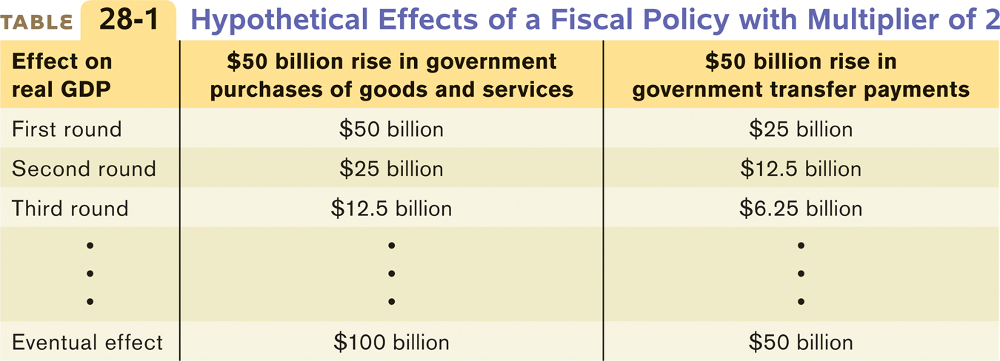 TABLE 28-1 Hypothetical Effects of a Fiscal Policy with Multiplier of 2
Effect on real GDP
$50 billion rise in government purchases of goods and services
$50 billion rise in government transfer payments
First round $50 billion $25 billion
Second round $25 billion $12.5 billion
Third round $12.5 billion $6.25 billion
• • •
• • •
• • •
Eventual effect $100 billion $50 billion